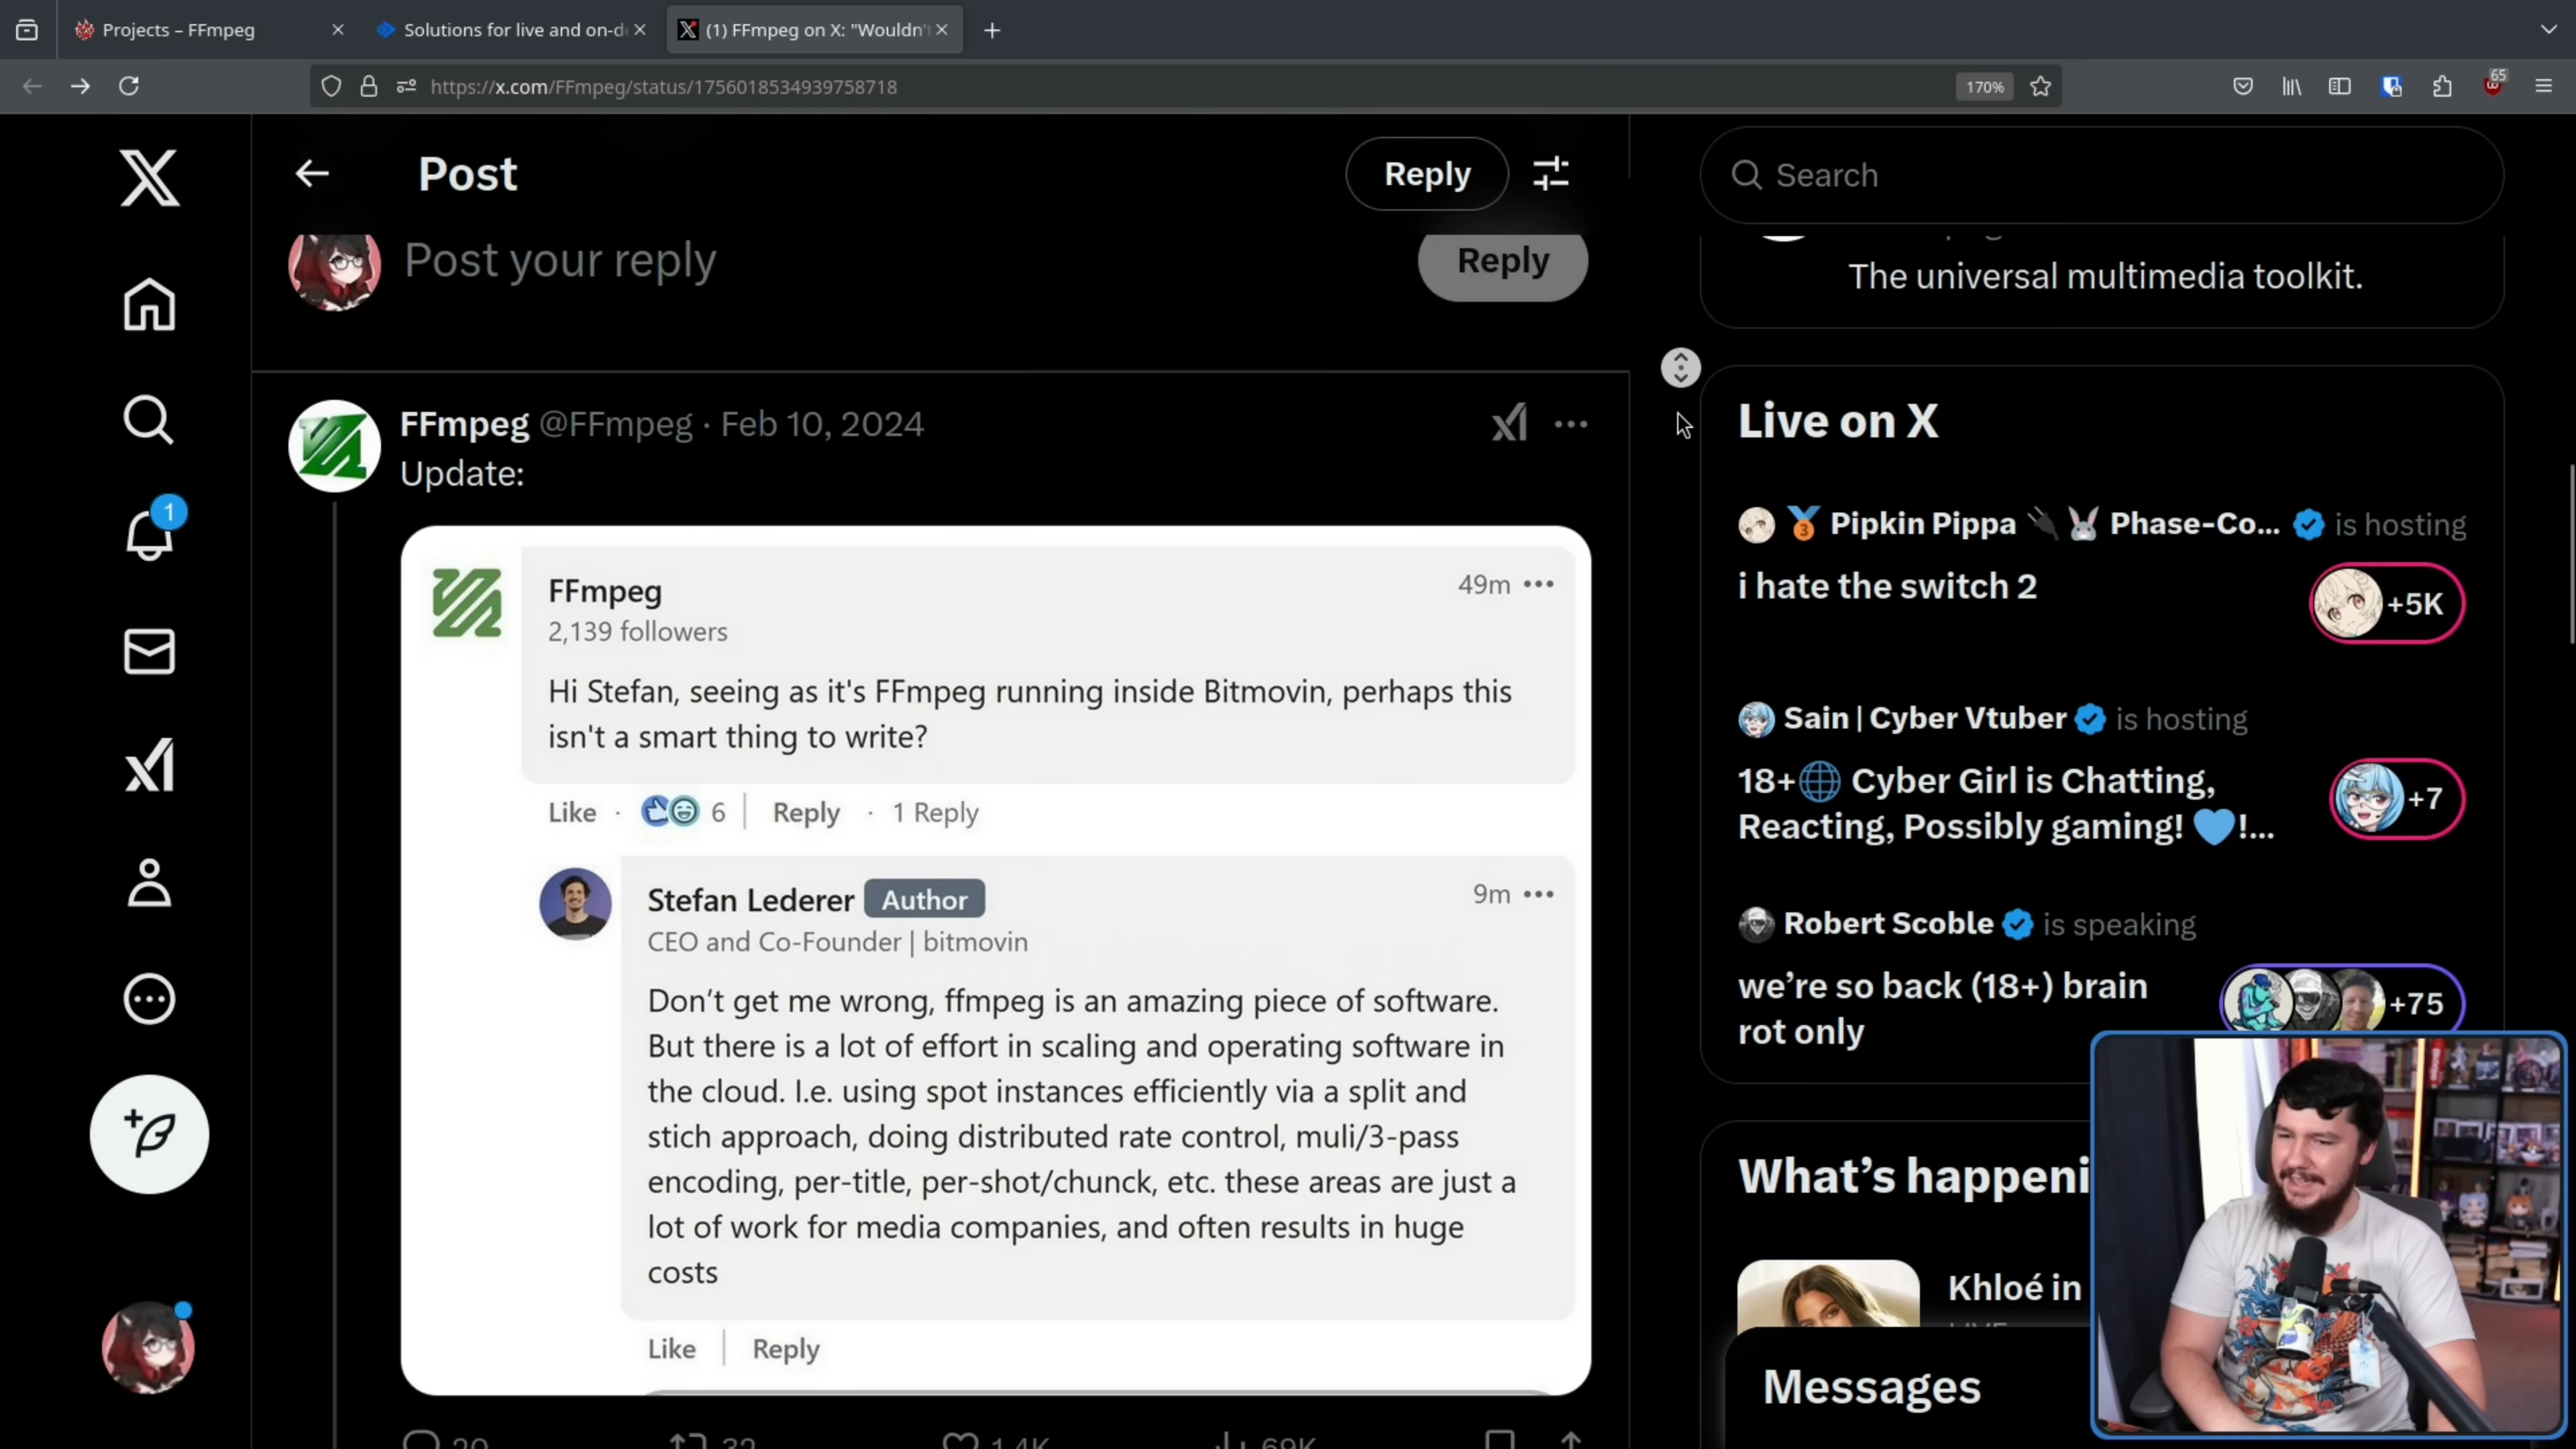 Projects – FFmpeg
Solutions for live and on-de
(1) FFmpeg on X: "Wouldn't
https://x.com/FFmpeg/status/1756018534939758718
170%
65
Post
Reply
Search
Post your reply
Reply
The universal multimedia toolkit.
FFmpeg @FFmpeg · Feb 10, 2024
Update:
FFmpeg
49m
2,139 followers
Hi Stefan, seeing as it's FFmpeg running inside Bitmovin, perhaps this
isn't a smart thing to write?
Like · 6 | Reply · 1 Reply
Stefan Lederer Author
9m
CEO and Co-Founder | bitmovin
Don't get me wrong, ffmpeg is an amazing piece of software.
But there is a lot of effort in scaling and operating software in
the cloud. I.e. using spot instances efficiently via a split and
stich approach, doing distributed rate control, muli/3-pass
encoding, per-title, per-shot/chunck, etc. these areas are just a
lot of work for media companies, and often results in huge
costs
Like | Reply
20 32 1.4K 69K
1
Live on X
Pipkin Pippa Phase-Co... is hosting
i hate the switch 2
+5K
Sain | Cyber Vtuber is hosting
18+ Cyber Girl is Chatting,
Reacting, Possibly gaming! !...
+7
Robert Scoble is speaking
we're so back (18+) brain
rot only
+75
What's happeni
Khloé in
Messages